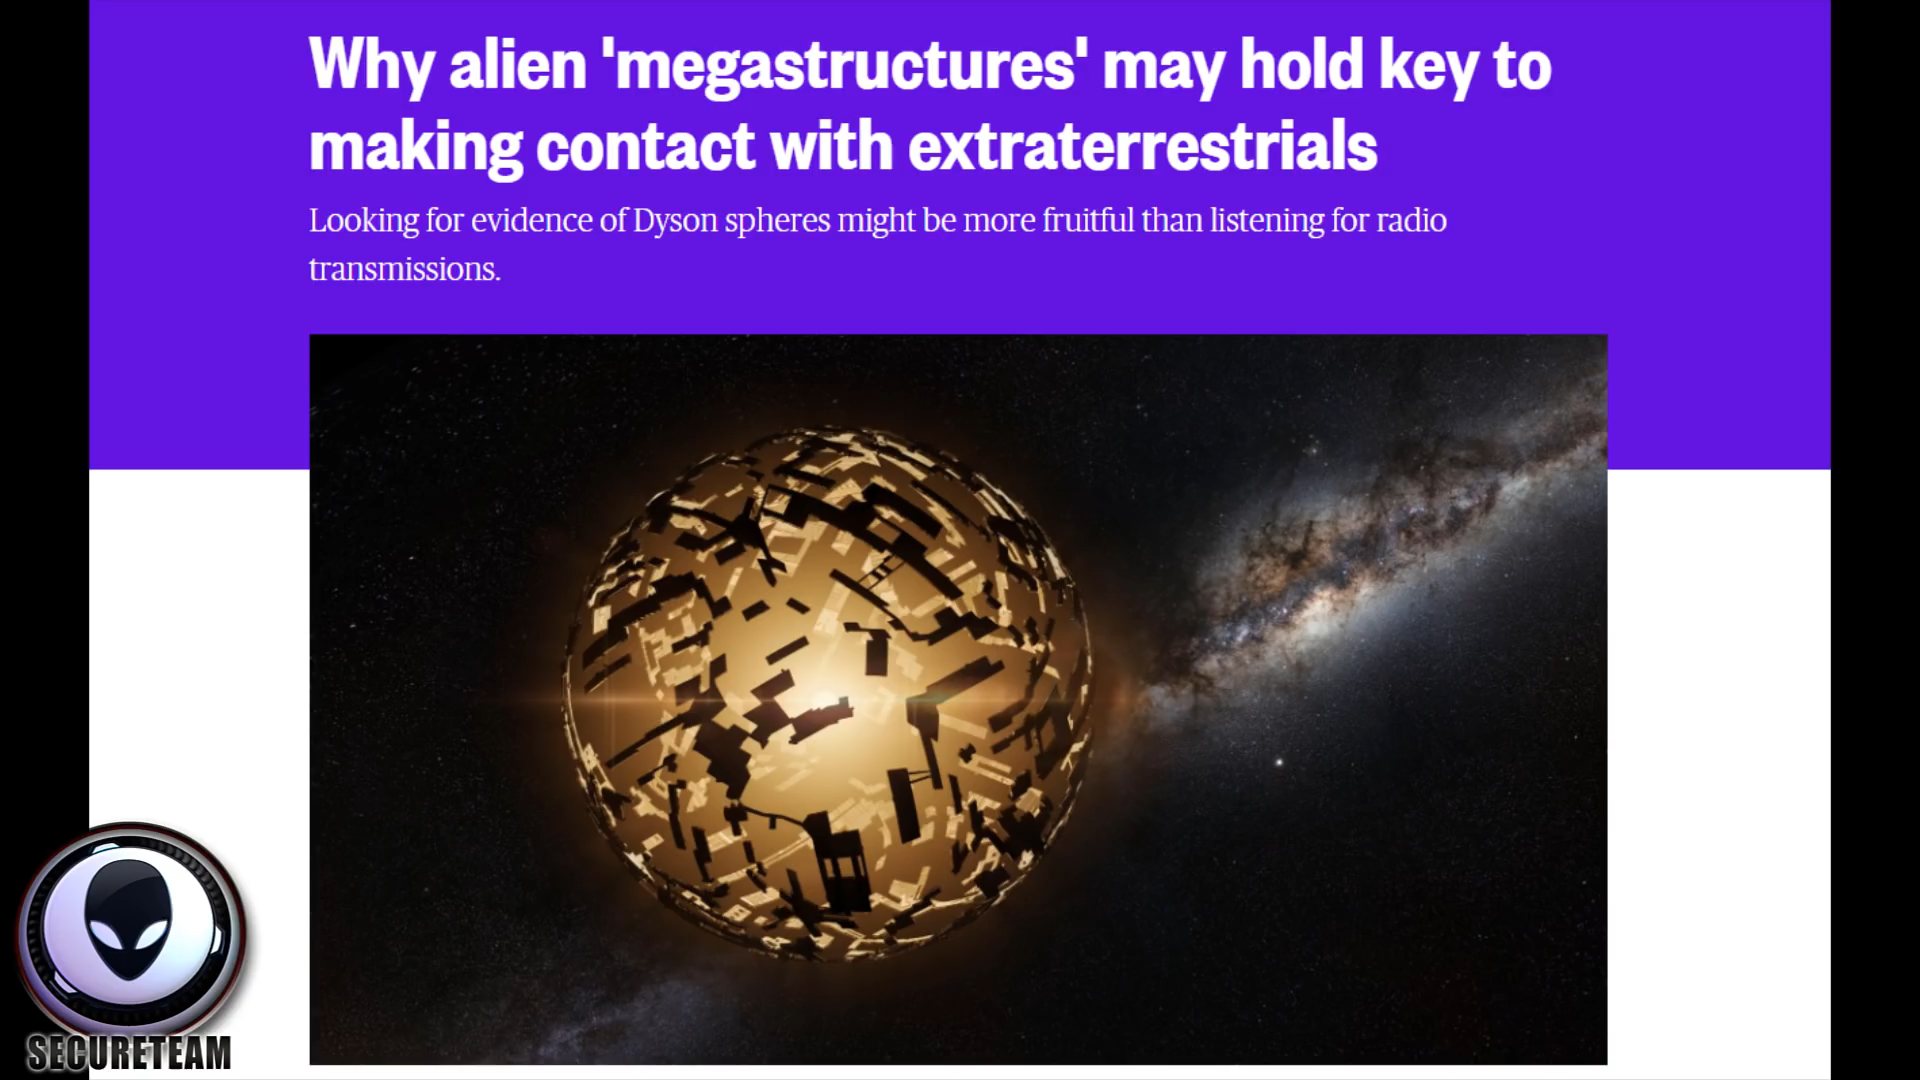 Why alien 'megastructures' may hold key to
making contact with extraterrestrials
Looking for evidence of Dyson spheres might be more fruitful than listening for radio
transmissions.
SECURETEAM